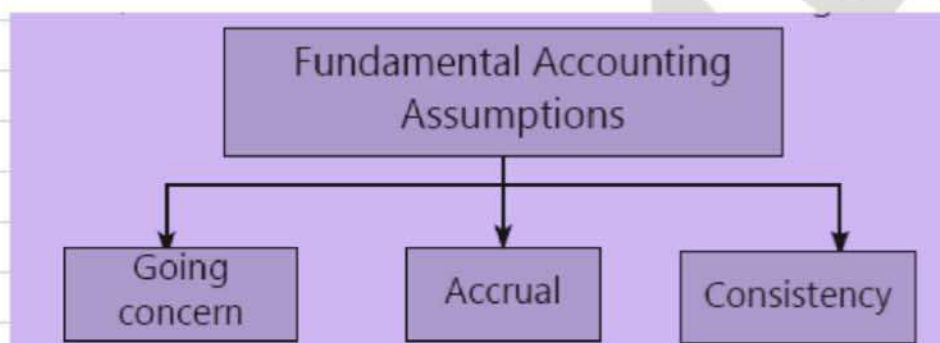 Fundamental Accounting
Assumptions
Going
concern
Accrual
Consistency